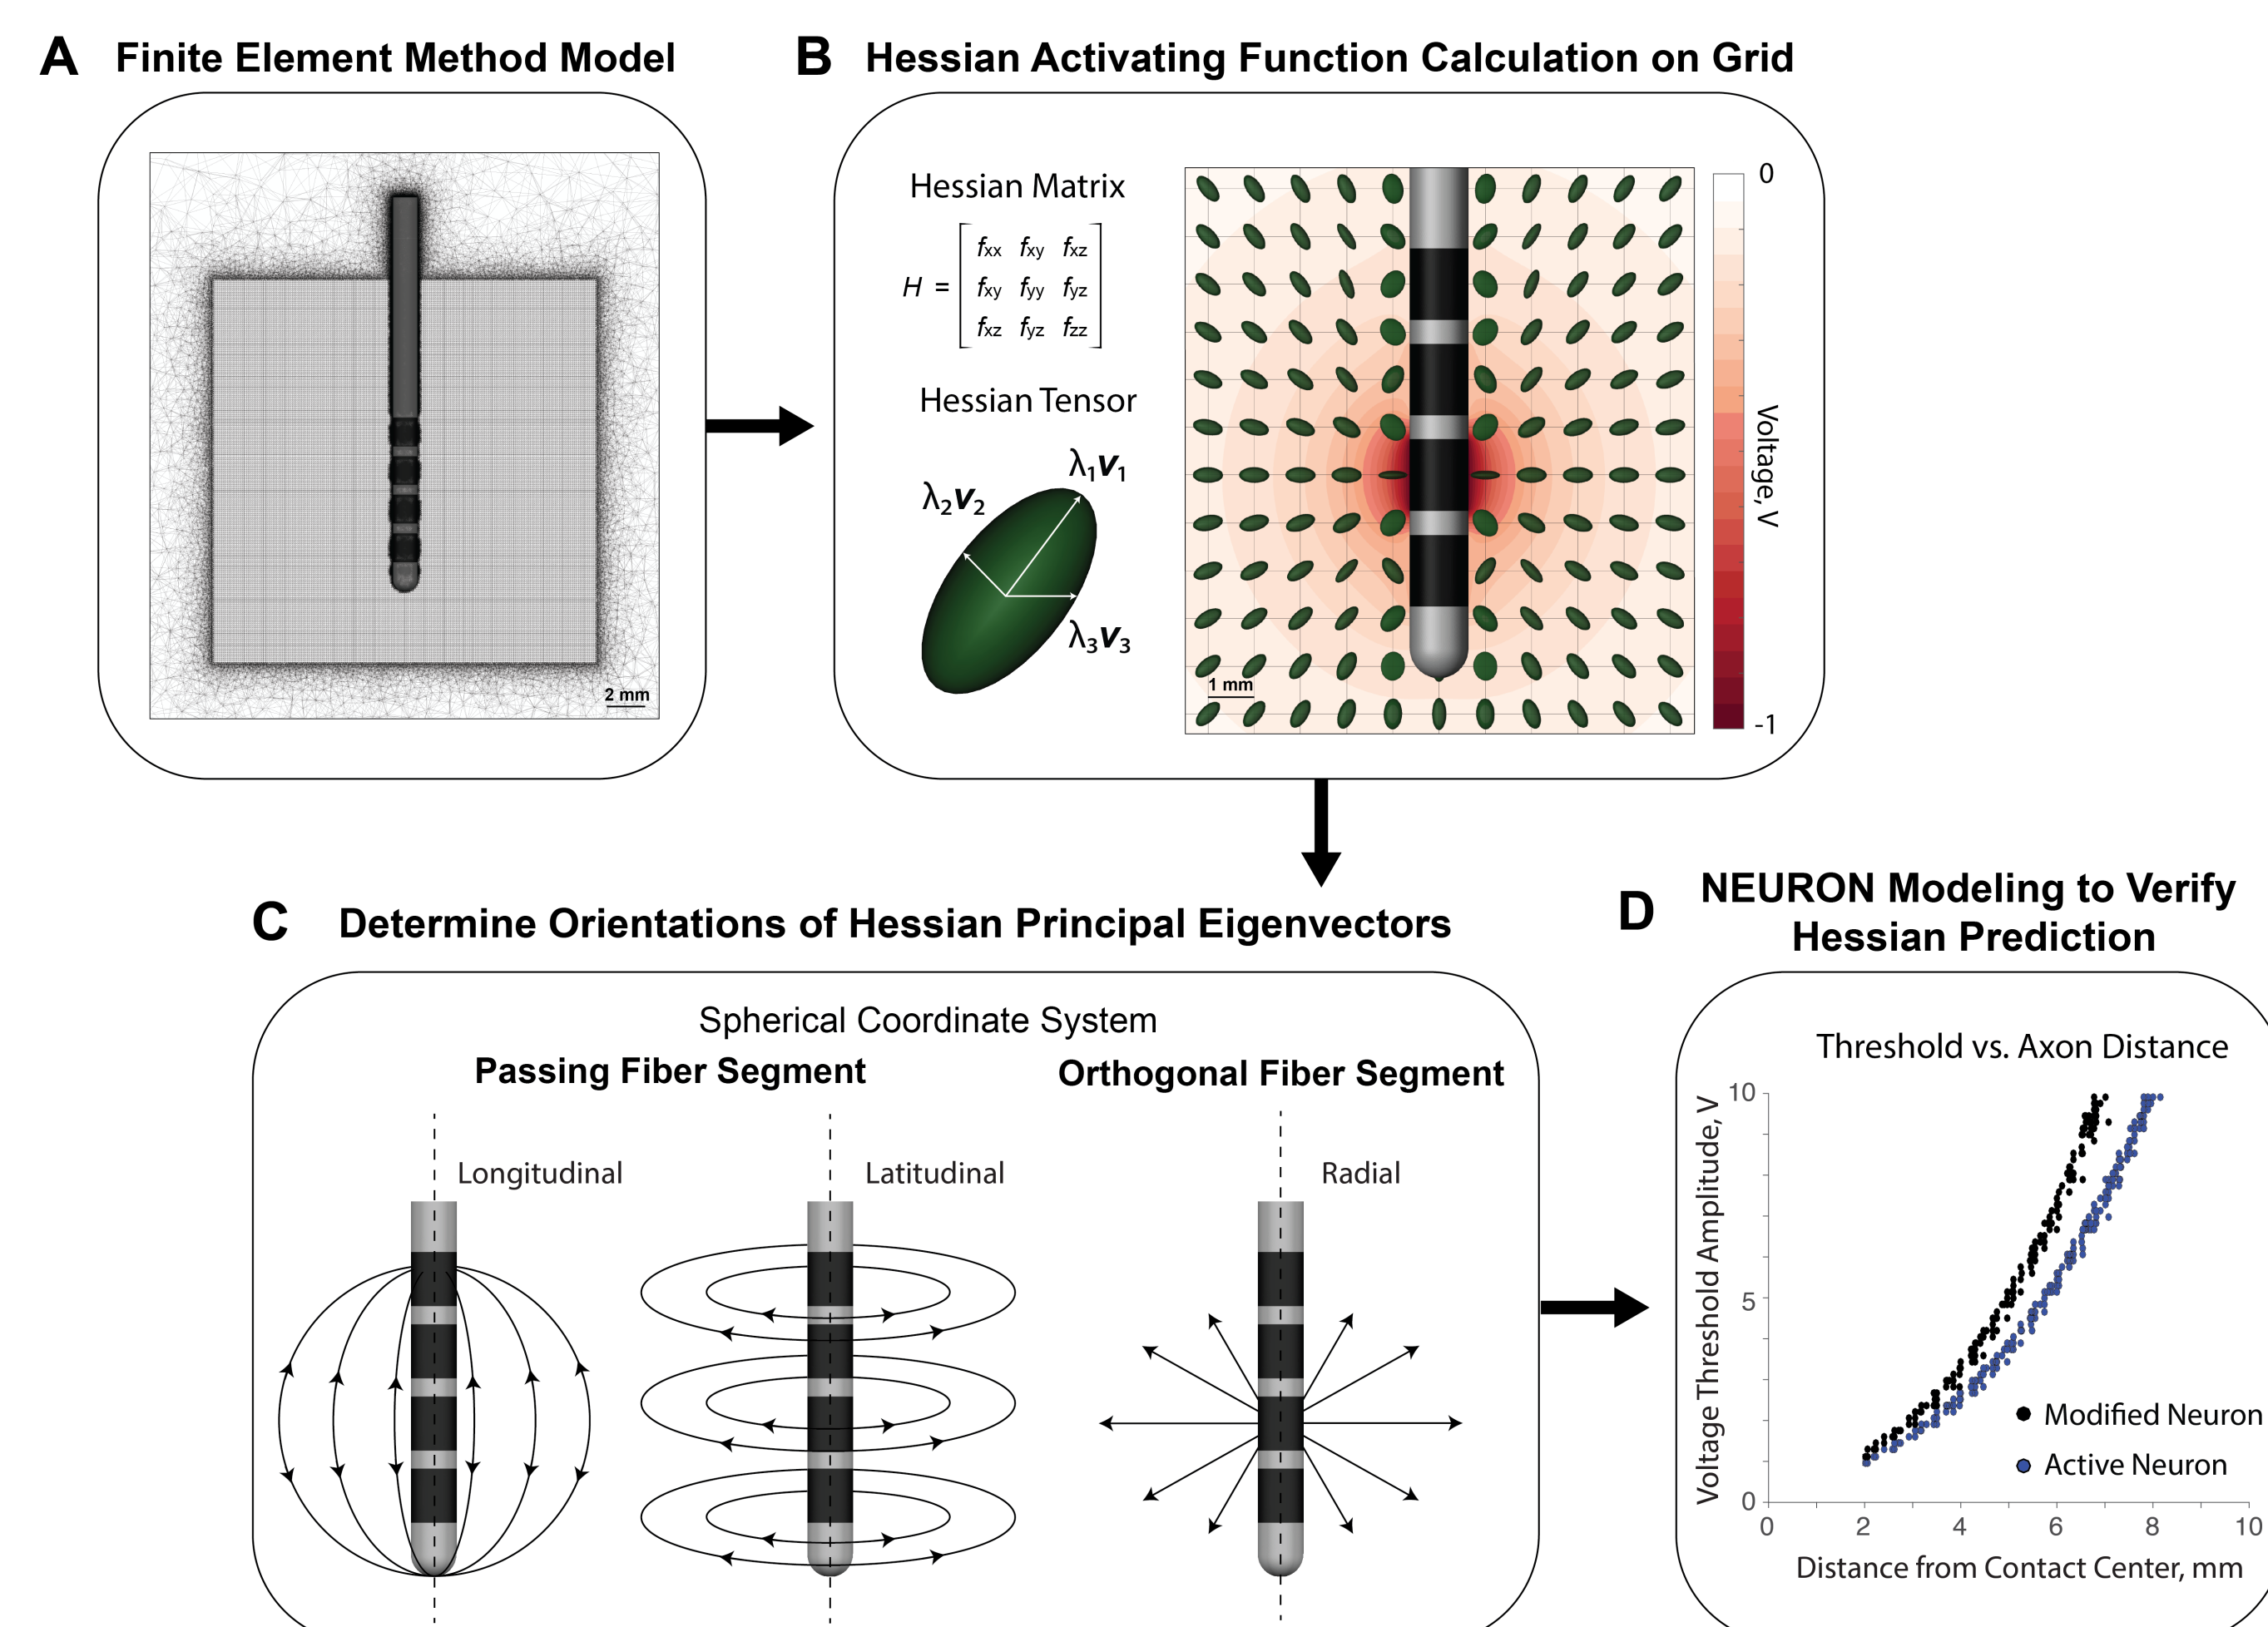 A Finite Element Method Model
2 mm
B Hessian Activating Function Calculation on Grid
Hessian Matrix
H = [ fxx fxy fxz
fxy fyy fyz
fxz fyz fzz ]
Hessian Tensor
λ1v1
λ2v2
λ3v3
1 mm
0
Voltage, V
-1
C Determine Orientations of Hessian Principal Eigenvectors
Spherical Coordinate System
Passing Fiber Segment
Orthogonal Fiber Segment
Longitudinal
Latitudinal
Radial
D NEURON Modeling to Verify
Hessian Prediction
Threshold vs. Axon Distance
Voltage Threshold Amplitude, V
10
5
0
Modified Neuron
Active Neuron
0 2 4 6 8 10
Distance from Contact Center, mm